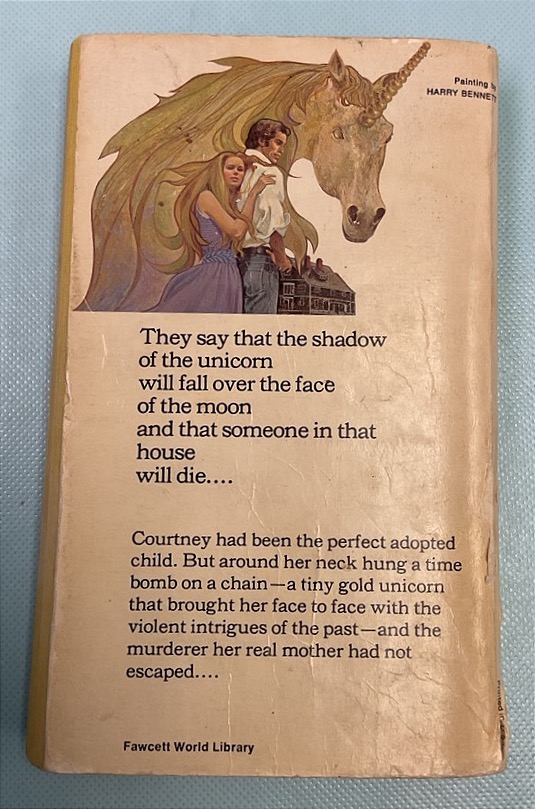 Painting by
HARRY BENNETT
They say that the shadow
of the unicorn
will fall over the face
of the moon
and that someone in that
house
will die....
Courtney had been the perfect adopted
child. But around her neck hung a time
bomb on a chain—a tiny gold unicorn
that brought her face to face with the
violent intrigues of the past—and the
murderer her real mother had not
escaped....
Fawcett World Library